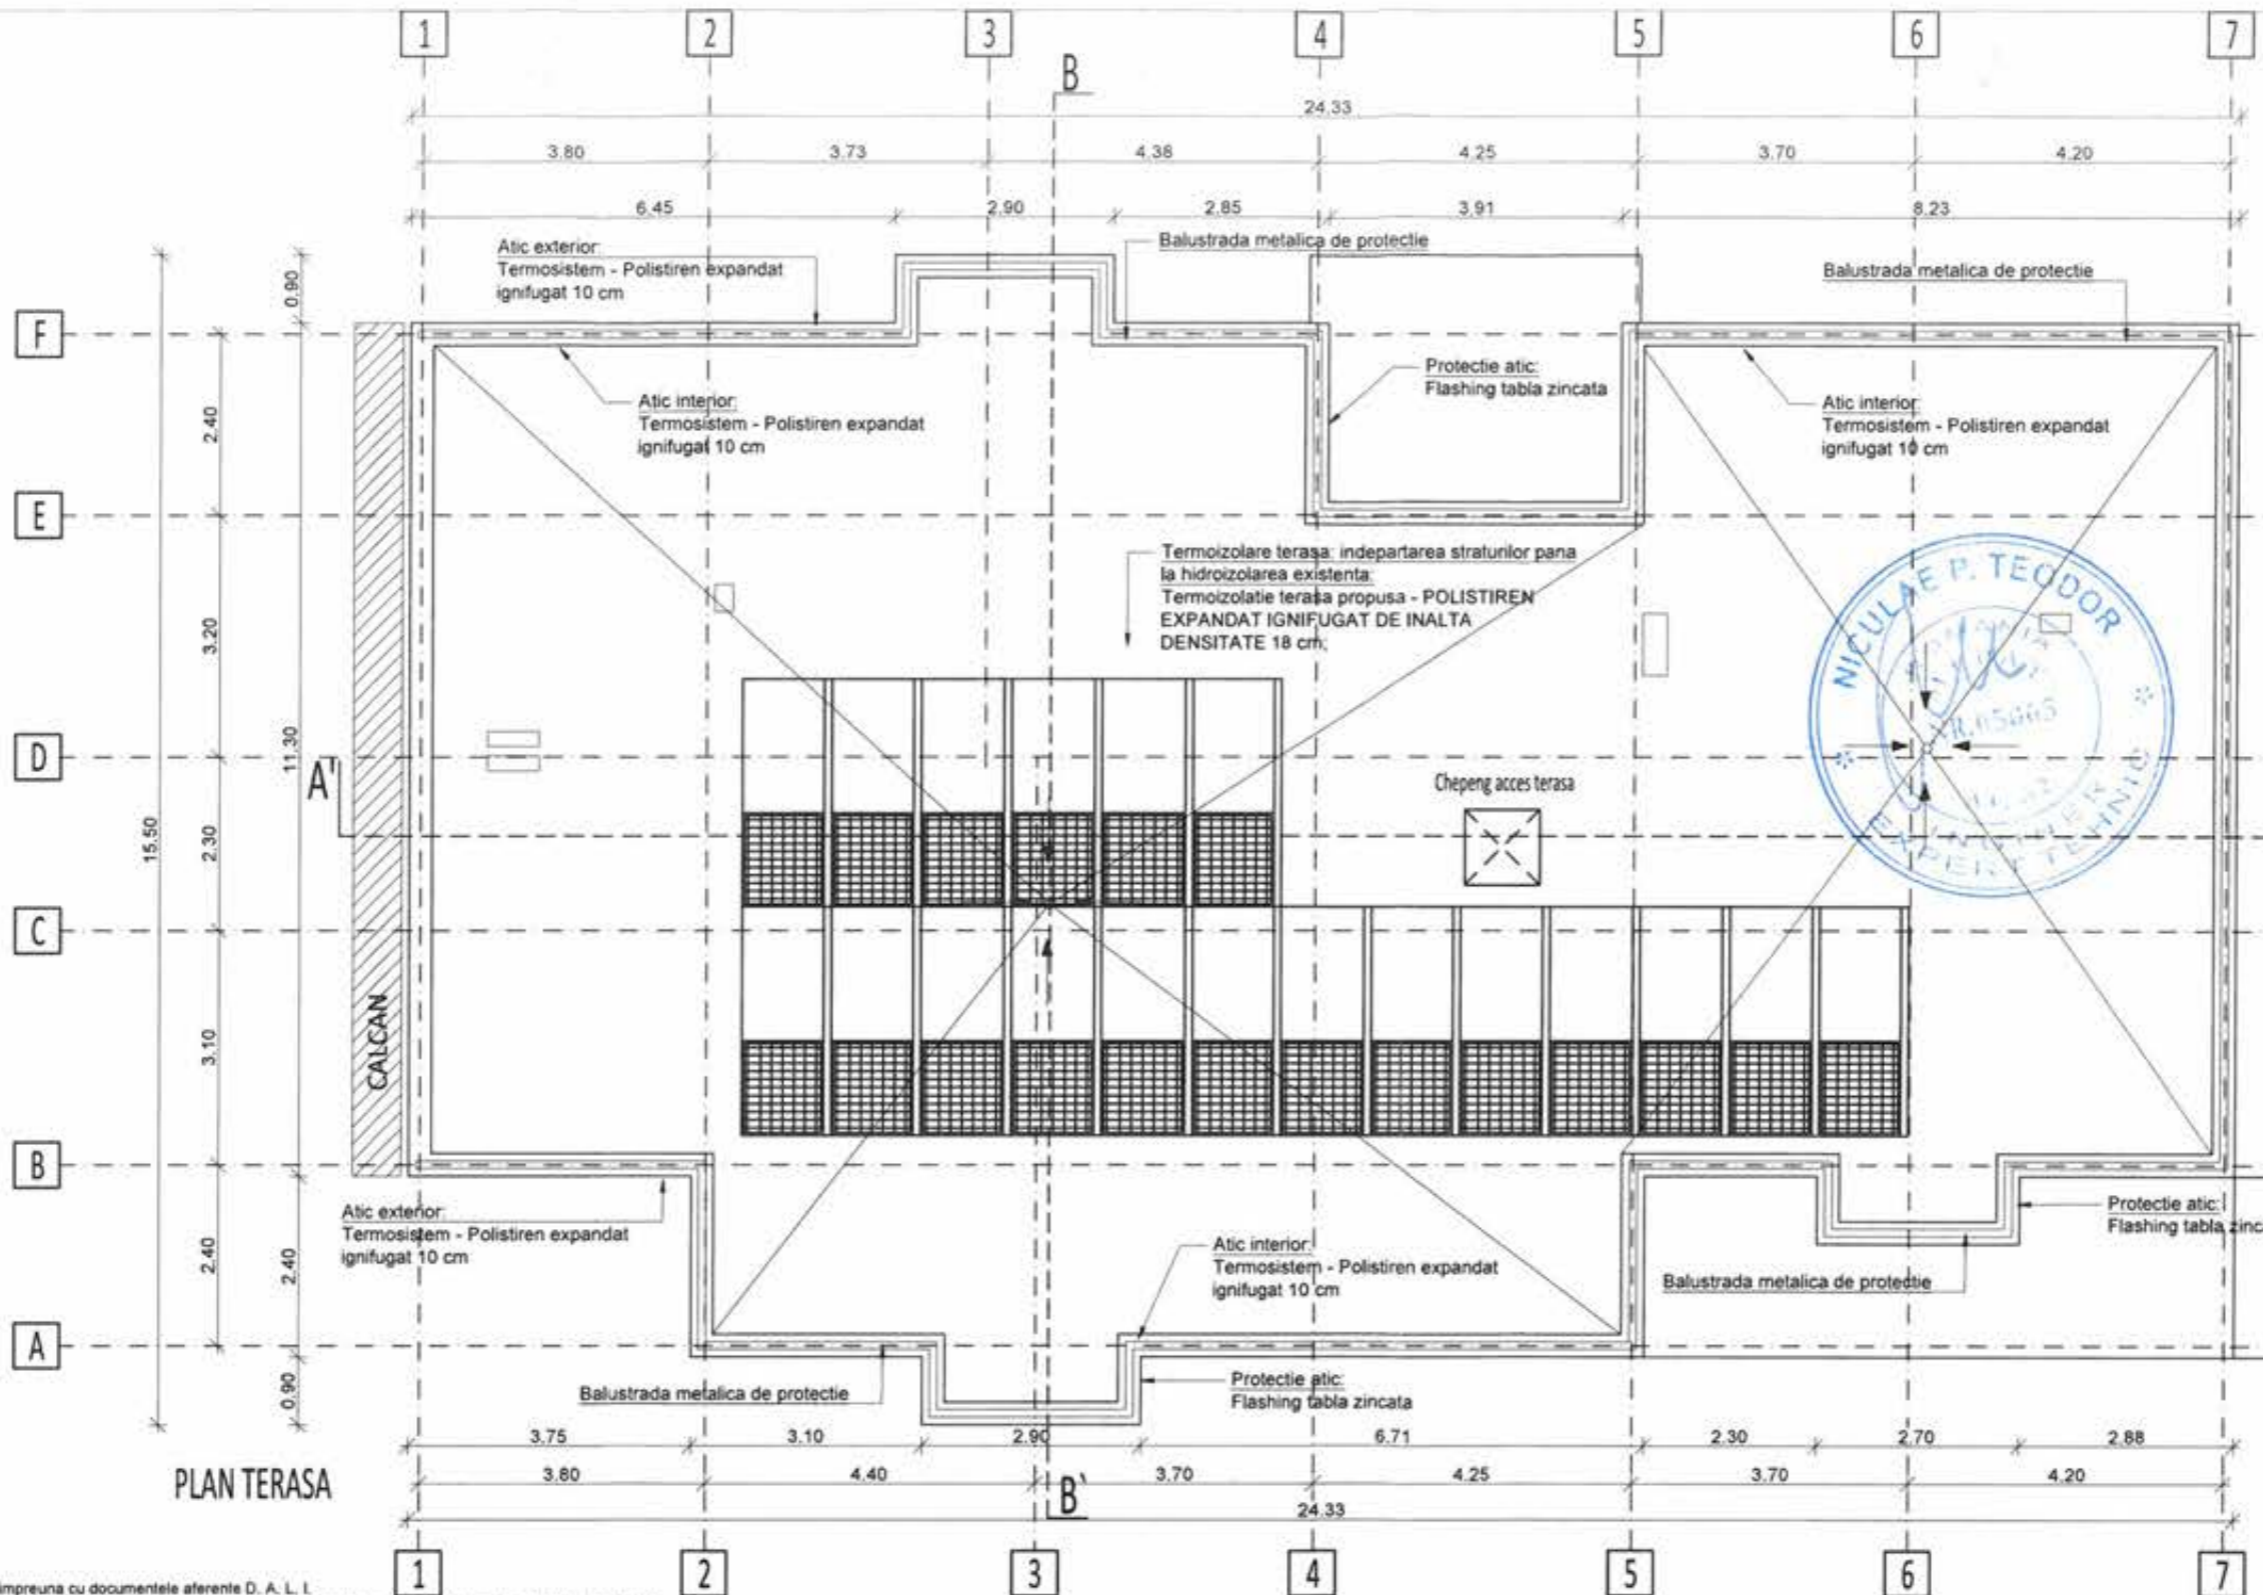 1 2 3 4 5 6 7
B
24.33
3.80 3.73 4.38 4.25 3.70 4.20
6.45 2.90 2.85 3.91 8.23
Atic exterior:
Termosistem - Polistiren expandat
ignifugat 10 cm
Balustrada metalica de protectie
Balustrada metalica de protectie
0.90
F
Atic interior:
Termosistem - Polistiren expandat
ignifugat 10 cm
Protectie atic:
Flashing tabla zincata
Atic interior:
Termosistem - Polistiren expandat
ignifugat 10 cm
2.40
E
Termoizolare terasa: indepartarea straturilor pana
la hidroizolarea existenta;
Termoizolatie terasa propusa - POLISTIREN
EXPANDAT IGNIFUGAT DE INALTA
DENSITATE 18 cm;
NICULAE P. TEODOR
EXPERT TEHNIC
3.20
11.30
D
A'
Chepeng acces terasa
15.50
2.30
C
CALCAN
3.10
B
Atic exterior:
Termosistem - Polistiren expandat
ignifugat 10 cm
Protectie atic:
Flashing tabla zinca
2.40
2.40
Atic interior:
Termosistem - Polistiren expandat
ignifugat 10 cm
Balustrada metalica de protectie
A
0.90
Balustrada metalica de protectie
Protectie atic:
Flashing tabla zincata
3.75 3.10 2.90 6.71 2.30 2.70 2.88
3.80 4.40 3.70 4.25 3.70 4.20
PLAN TERASA
B'
24.33
1 2 3 4 5 6 7
impreuna cu documentele aferente D. A. L. I.